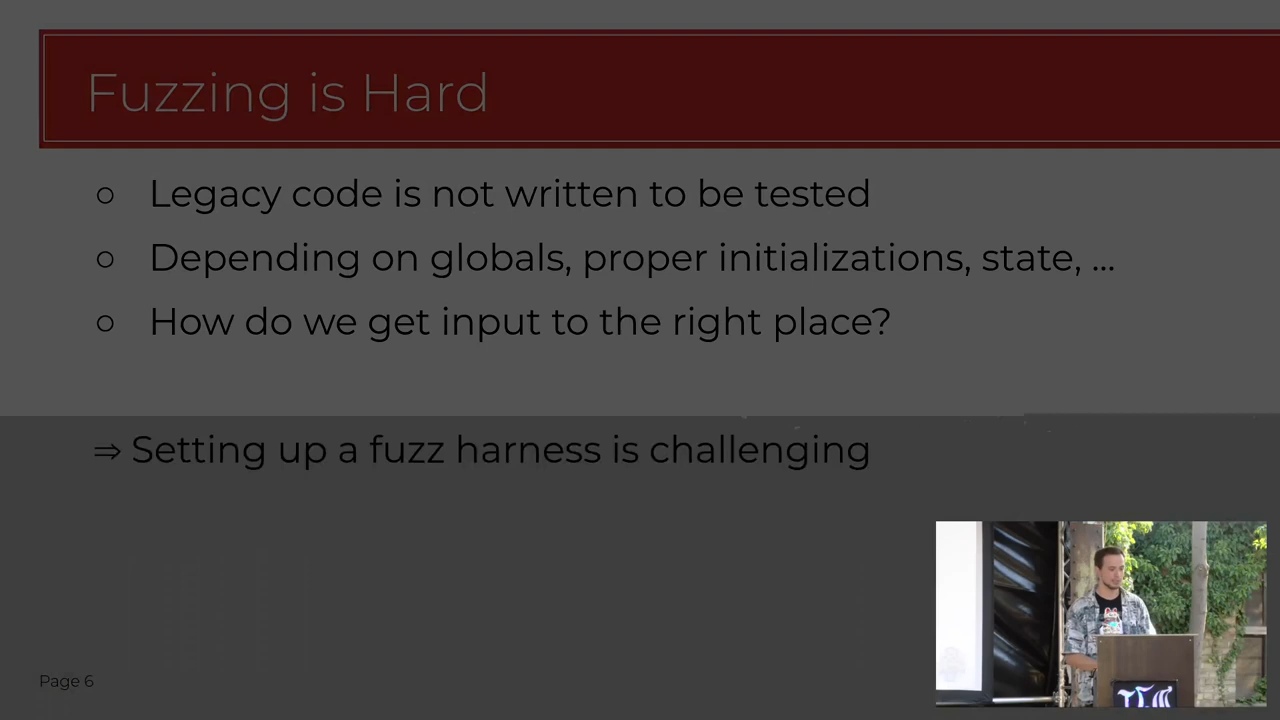 Fuzzing is Hard
○ Legacy code is not written to be tested
○ Depending on globals, proper initializations, state, ...
○ How do we get input to the right place?
⇒ Setting up a fuzz harness is challenging
Page 6